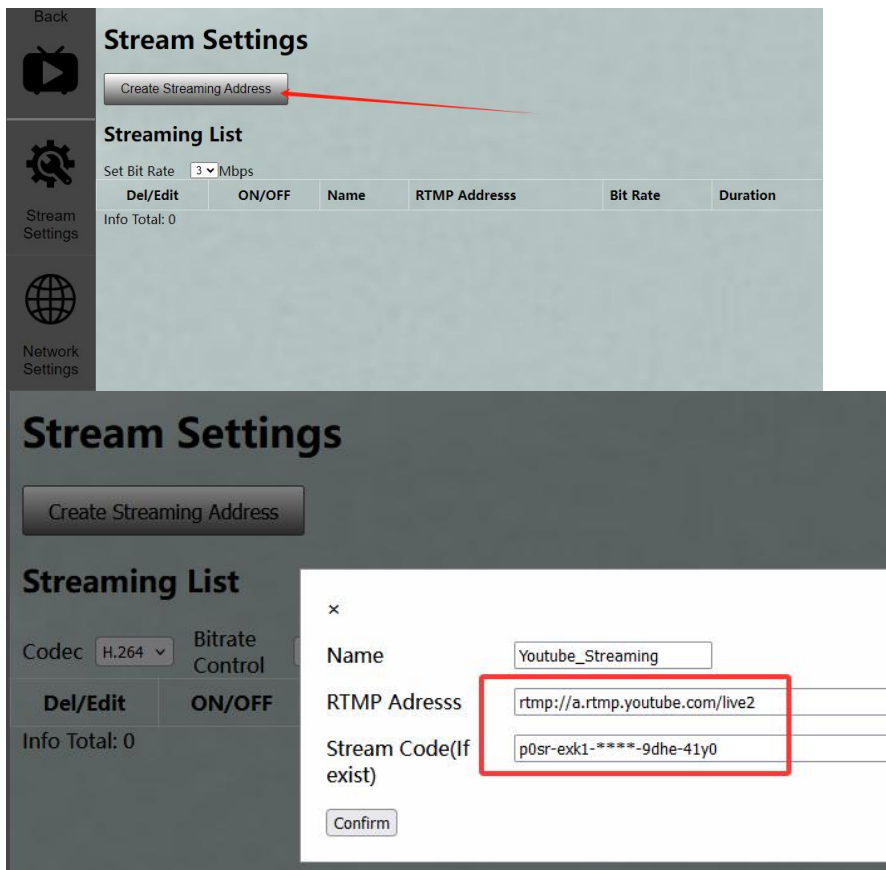 Back
Stream Settings
Create Streaming Address
Streaming List
Set Bit Rate 3 Mbps
Del/Edit ON/OFF Name RTMP Addresss Bit Rate Duration
Info Total: 0
Stream
Settings
Network
Settings
Stream Settings
Create Streaming Address
Streaming List
Codec H.264 Bitrate
Control
Del/Edit ON/OFF
Info Total: 0
×
Name Youtube_Streaming
RTMP Adresss rtmp://a.rtmp.youtube.com/live2
Stream Code(If
exist) p0sr-exk1-****-9dhe-41y0
Confirm